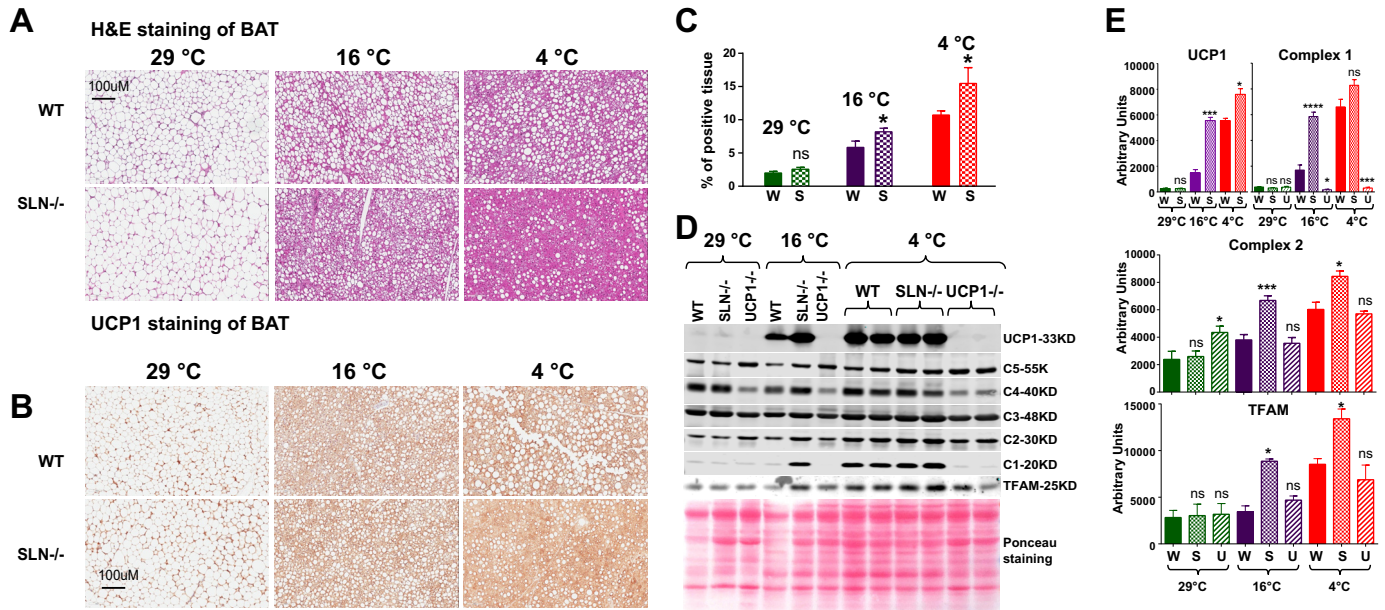 A
H&E staining of BAT
29 °C 16 °C 4 °C
100uM
WT
SLN-/-
UCP1 staining of BAT
B
29 °C 16 °C 4 °C
WT
SLN-/-
100uM
C
% of positive tissue
20
15
10
5
0
29 °C
ns
16 °C
*
4 °C
*
W S W S W S
D
29 °C 16 °C 4 °C
WT SLN-/- UCP1-/- WT SLN-/- UCP1-/- WT SLN-/- UCP1-/-
UCP1-33KD
C5-55K
C4-40KD
C3-48KD
C2-30KD
C1-20KD
TFAM-25KD
Ponceau
staining
E
UCP1 Complex 1
Arbitrary Units
10000
8000
6000
4000
2000
0
ns *** * ns ns **** * ns ***
W S W S W S W S U W S U W S U
29°C 16°C 4°C 29°C 16°C 4°C
Complex 2
Arbitrary Units
10000
8000
6000
4000
2000
0
ns * *** ns * ns
TFAM
Arbitrary Units
15000
10000
5000
0
ns ns * ns * ns
W S U W S U W S U
29°C 16°C 4°C